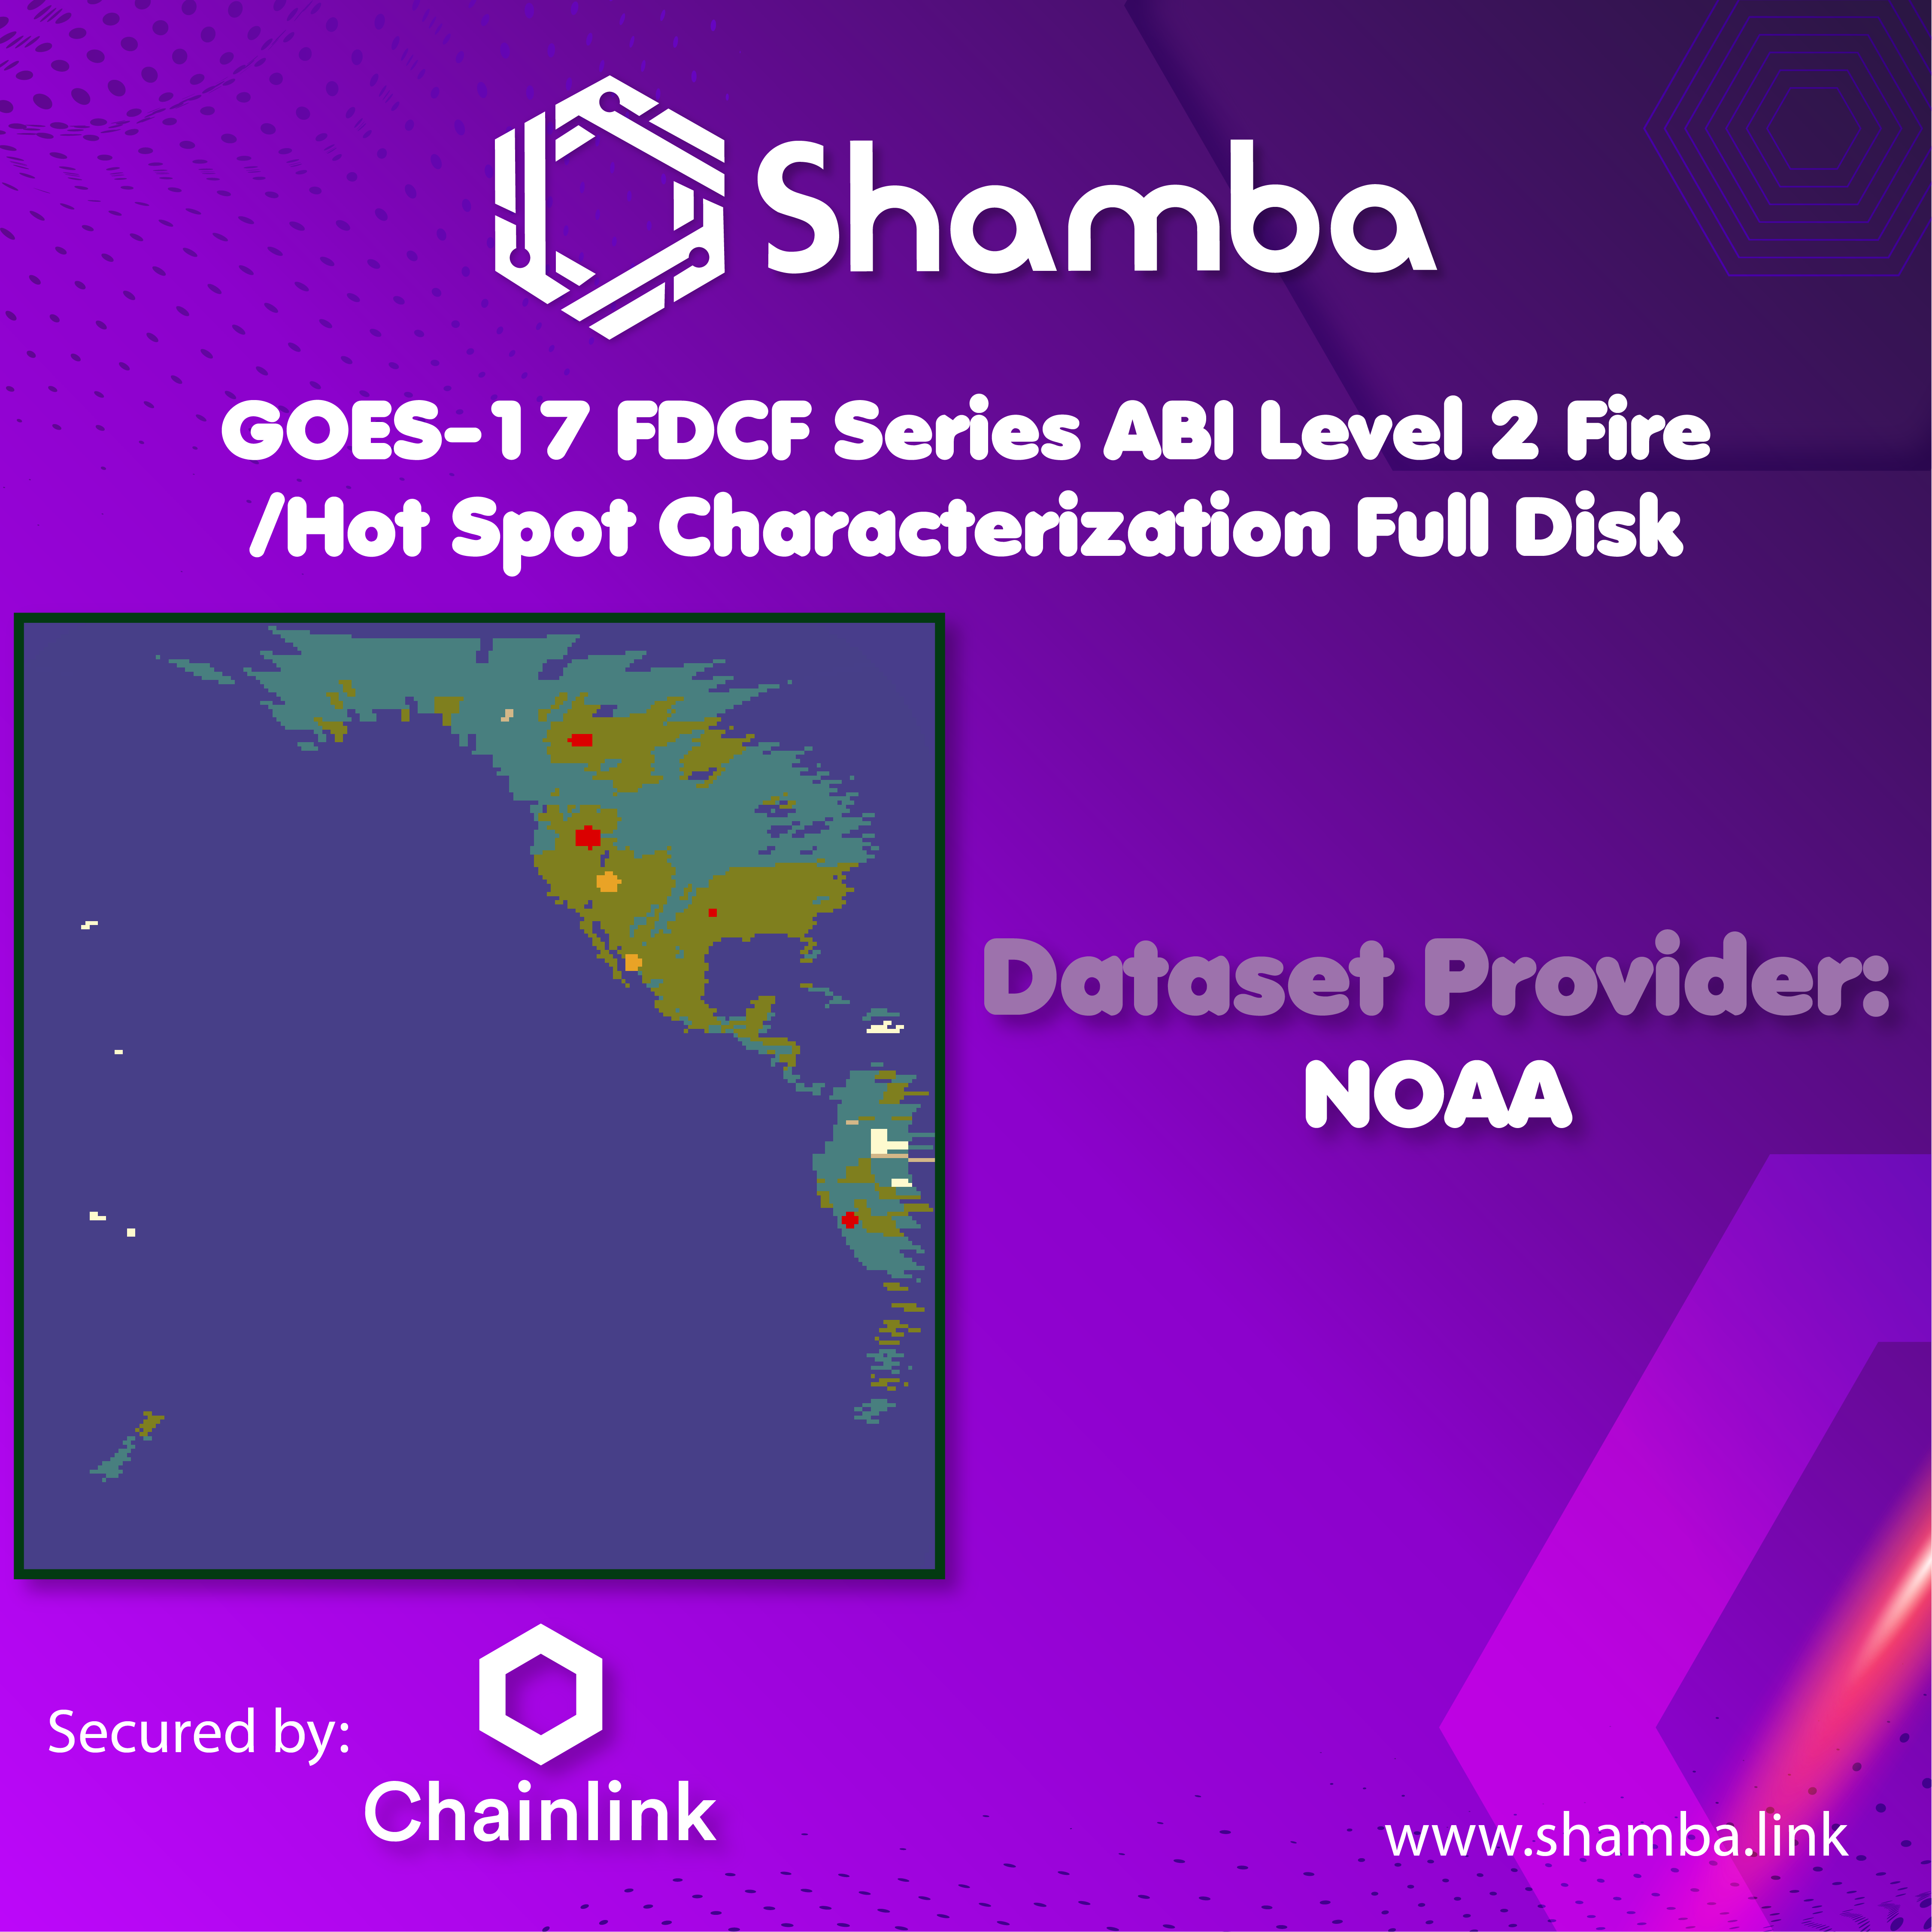 Shamba
GOES-17 FDCF Series ABI Level 2 Fire
/Hot Spot Characterization Full Disk
Dataset Provider:
NOAA
Secured by:
Chainlink
www.shamba.link